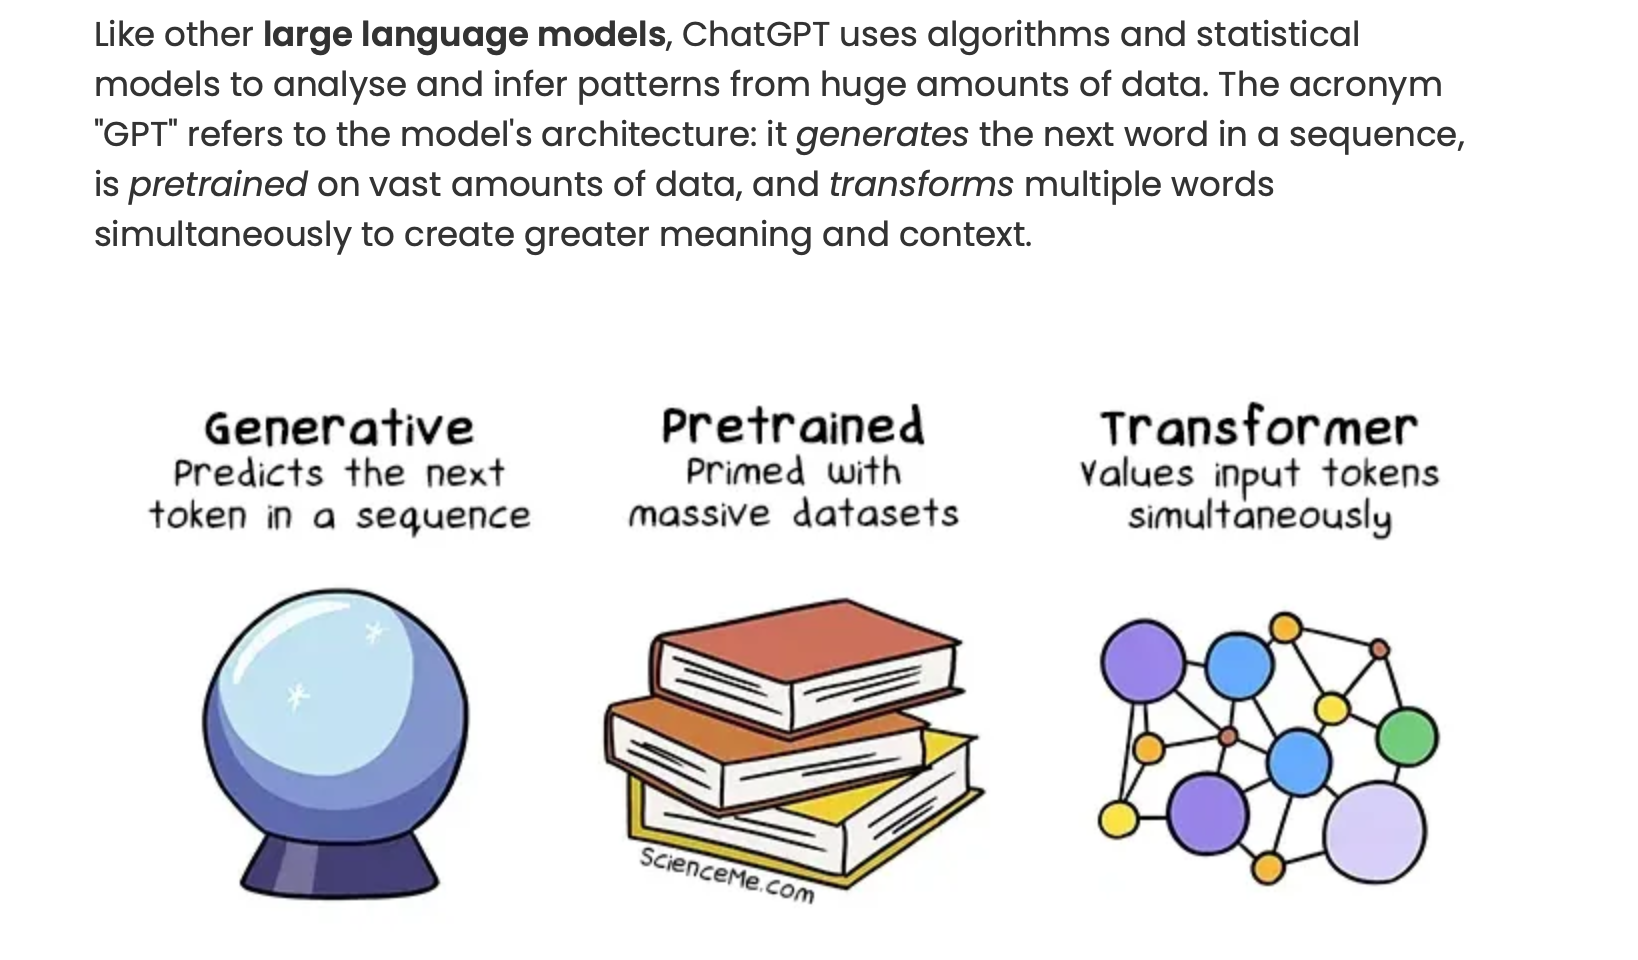 Like other large language models, ChatGPT uses algorithms and statistical
models to analyse and infer patterns from huge amounts of data. The acronym
"GPT" refers to the model's architecture: it generates the next word in a sequence,
is pretrained on vast amounts of data, and transforms multiple words
simultaneously to create greater meaning and context.
Generative
Predicts the next
token in a sequence
Pretrained
Primed with
massive datasets
Transformer
Values input tokens
simultaneously
ScienceMe.com